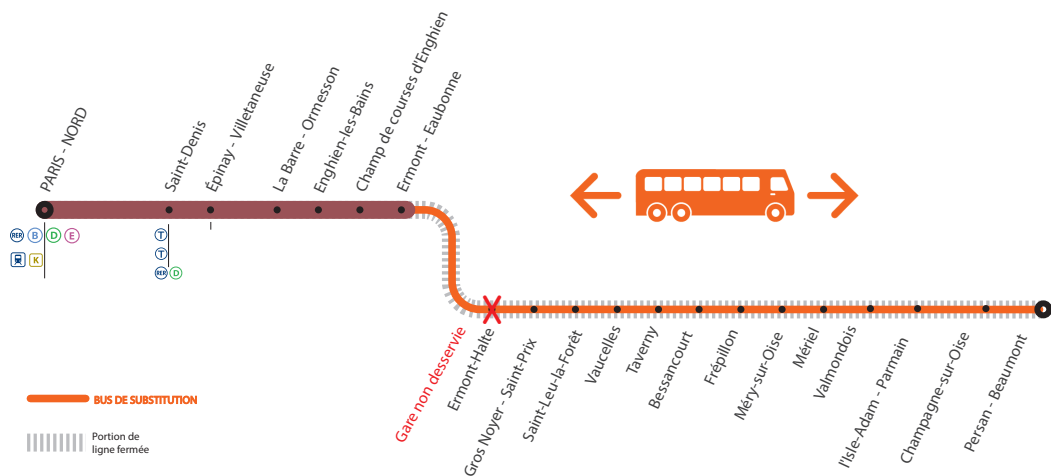 PARIS - NORD
Saint-Denis
Épinay - Villetaneuse
La Barre - Ormesson
Enghien-les-Bains
Champ de courses d'Enghien
Ermont - Eaubonne
RER B D E
K
T
T
RER D
Gare non desservie
Ermont-Halte
Gros Noyer - Saint-Prix
Saint-Leu-la-Forêt
Vaucelles
Taverny
Bessancourt
Frépillon
Méry-sur-Oise
Mériel
Valmondois
l'Isle-Adam - Parmain
Champagne-sur-Oise
Persan - Beaumont
BUS DE SUBSTITUTION
Portion de
ligne fermée